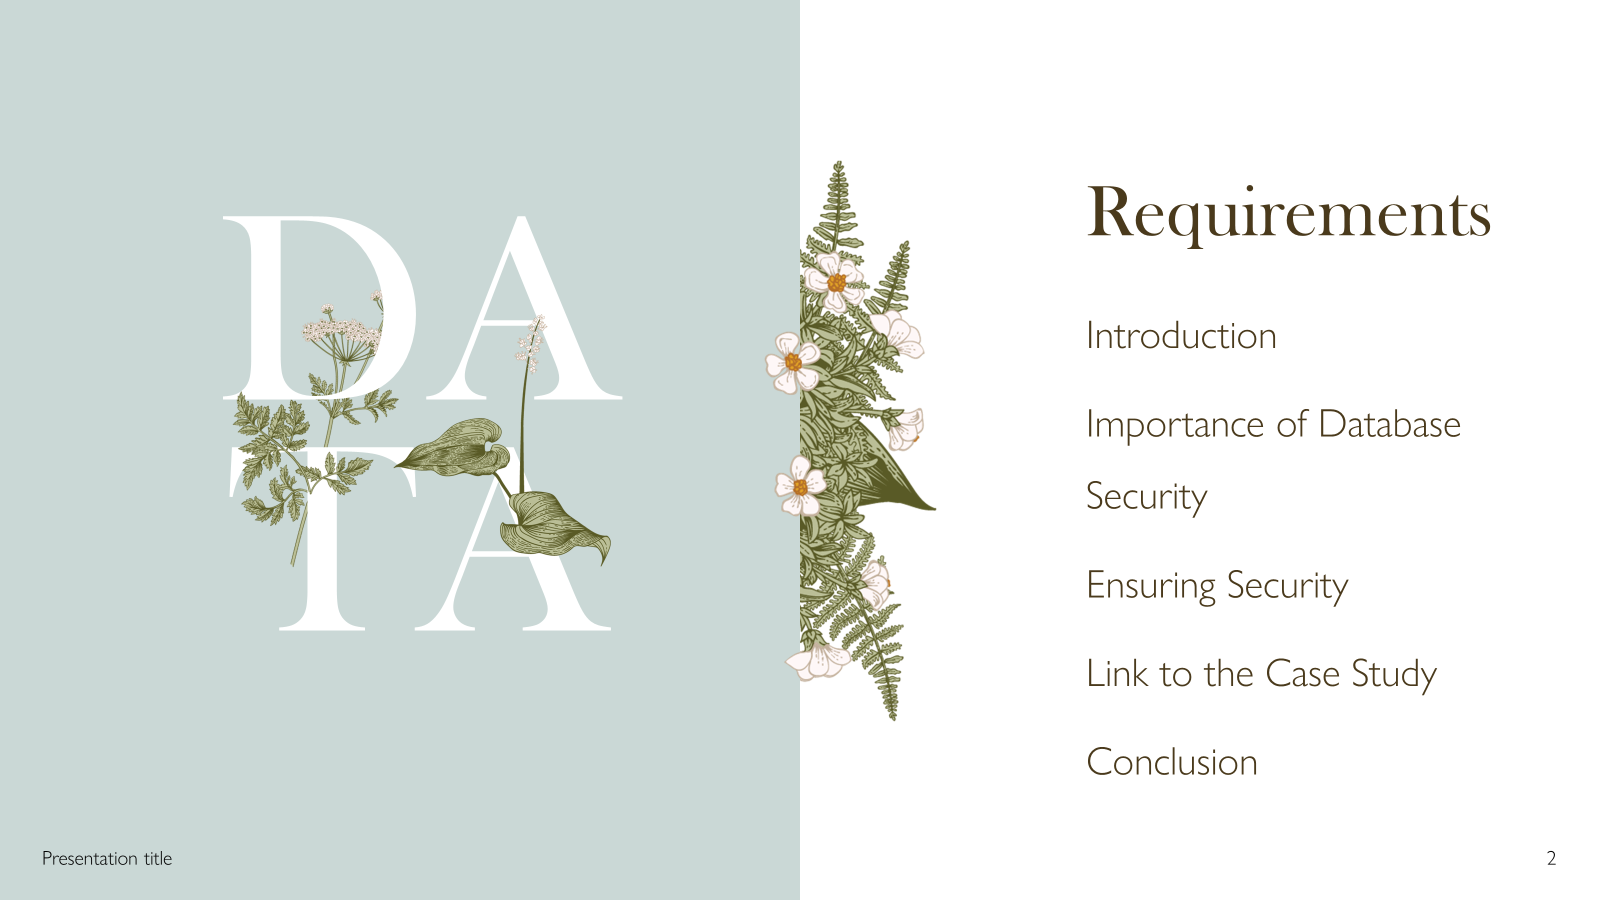 DA
TA
Requirements
Introduction
Importance of Database
Security
Ensuring Security
Link to the Case Study
Conclusion
Presentation title
2